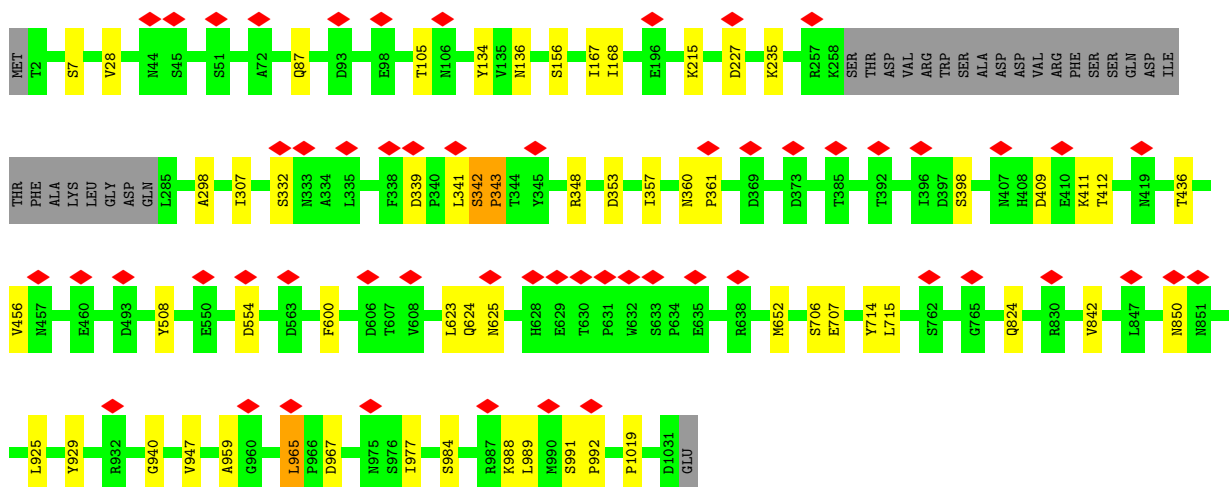 MET T2 S7 V28 N44 S45 S51 A72 Q87 D93 E98 T105 N106 Y134 V135 N136 S156 I167 I168 E196 K215 D227 K235 R257 K258 SER THR ASP VAL ARG TRP SER ALA ASP ASP VAL ARG PHE SER SER GLN ASP ILE
THR PHE ALA LYS LEU GLY ASP GLN L285 A298 I307 S332 N333 A334 L335 F338 D339 P340 L341 S342 P343 T344 Y345 R348 D353 I357 N360 P361 D369 D373 T385 T392 I396 D397 S398 N407 H408 D409 E410 K411 T412 N419 T436
V456 N457 E460 D493 Y508 E550 D554 D563 F600 D606 T607 V608 L623 Q624 N625 H628 E629 T630 P631 W632 S633 P634 E635 R638 M652 S706 E707 Y714 L715 S762 G765 Q824 R830 V842 L847 N850 N851
L925 Y929 R932 G940 V947 A959 G960 L965 P966 D967 N975 S976 I977 S984 R987 K988 L989 M990 S991 P992 P1019 D1031 GLU